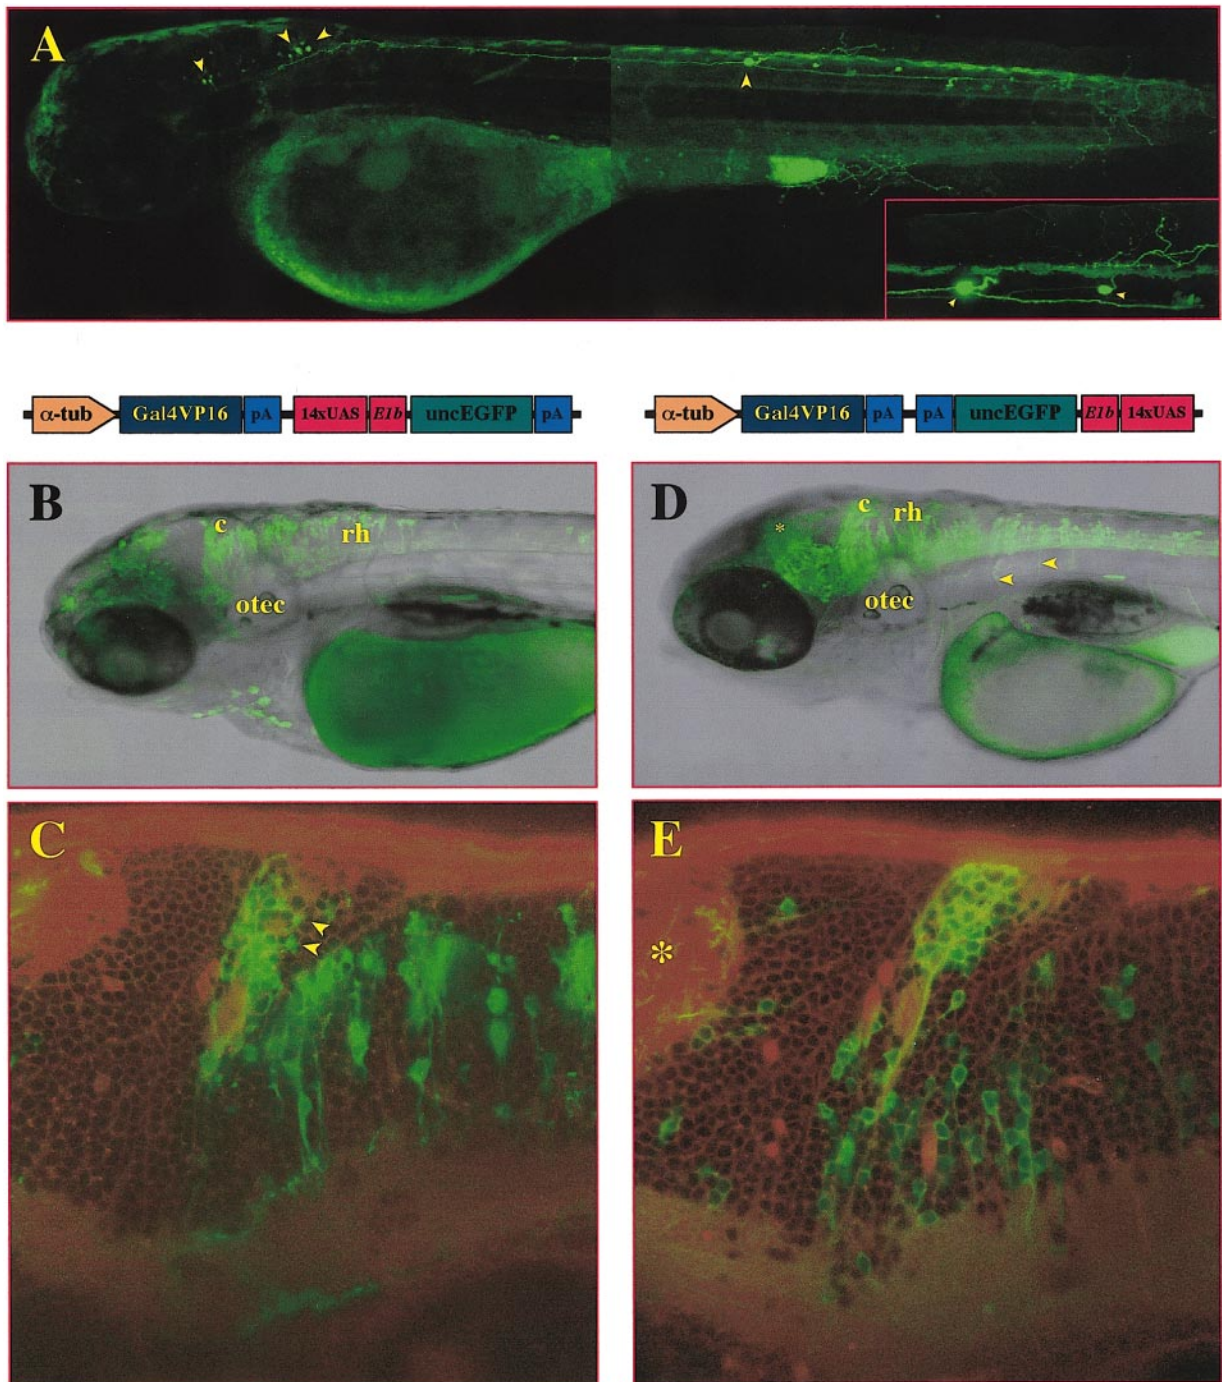 A
α-tub Gal4VP16 pA 14xUAS E1b uncEGFP pA
α-tub Gal4VP16 pA pA uncEGFP E1b 14xUAS
B
c
rh
otec
D
*
c
rh
otec
C
E
*